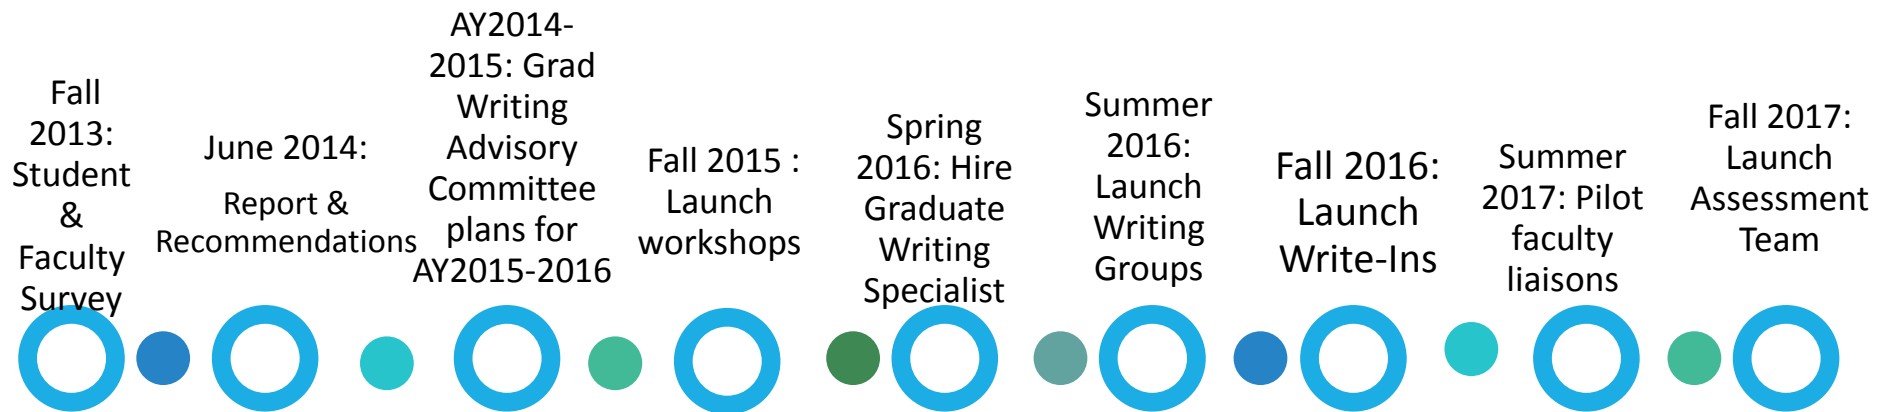 Fall
2013:
Student
&
Faculty
Survey
June 2014:
Report &
Recommendations
AY2014-
2015: Grad
Writing
Advisory
Committee
plans for
AY2015-2016
Fall 2015 :
Launch
workshops
Spring
2016: Hire
Graduate
Writing
Specialist
Summer
2016:
Launch
Writing
Groups
Fall 2016:
Launch
Write-Ins
Summer
2017: Pilot
faculty
liaisons
Fall 2017:
Launch
Assessment
Team